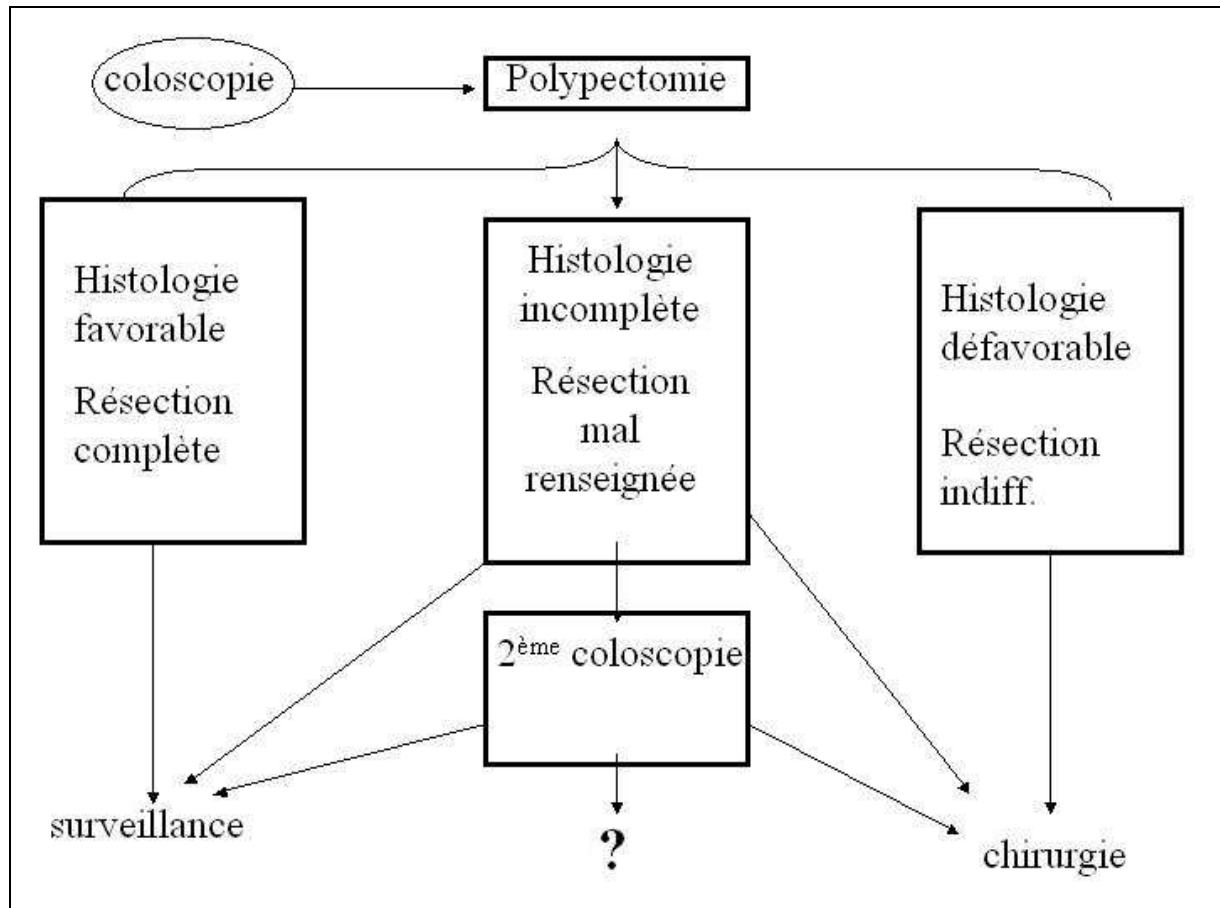 coloscopie
Polypectomie
Histologie
favorable
Résection
complète
Histologie
incomplète
Résection
mal
renseignée
Histologie
défavorable
Résection
indiff.
2ème coloscopie
surveillance
?
chirurgie